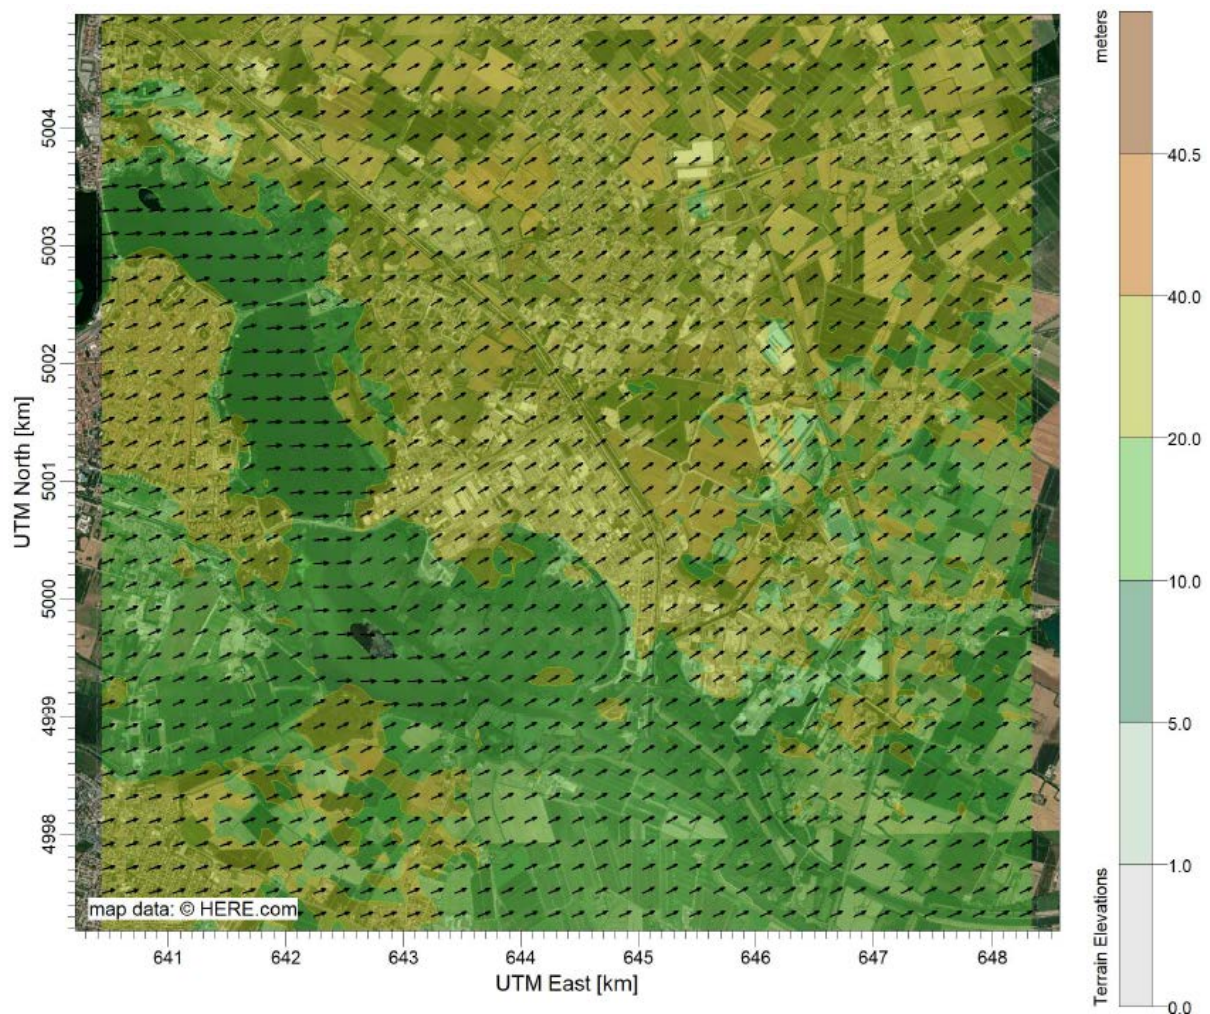 meters
40.5
40.0
20.0
10.0
5.0
1.0
0.0
Terrain Elevations
UTM North [km]
5004
5003
5002
5001
5000
4999
4998
map data: © HERE.com
641 642 643 644 645 646 647 648
UTM East [km]